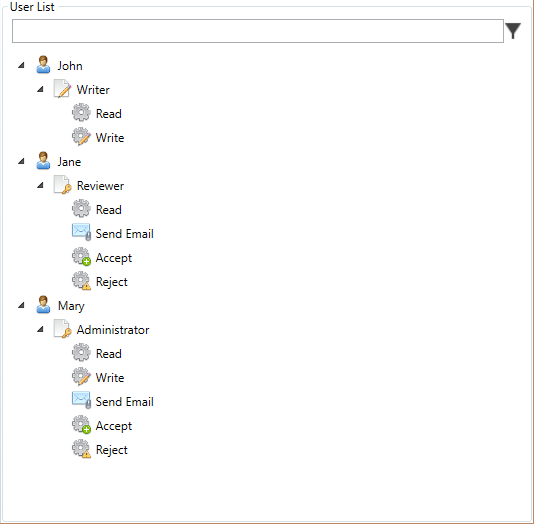 User List
John
Writer
Read
Write
Jane
Reviewer
Read
Send Email
Accept
Reject
Mary
Administrator
Read
Write
Send Email
Accept
Reject